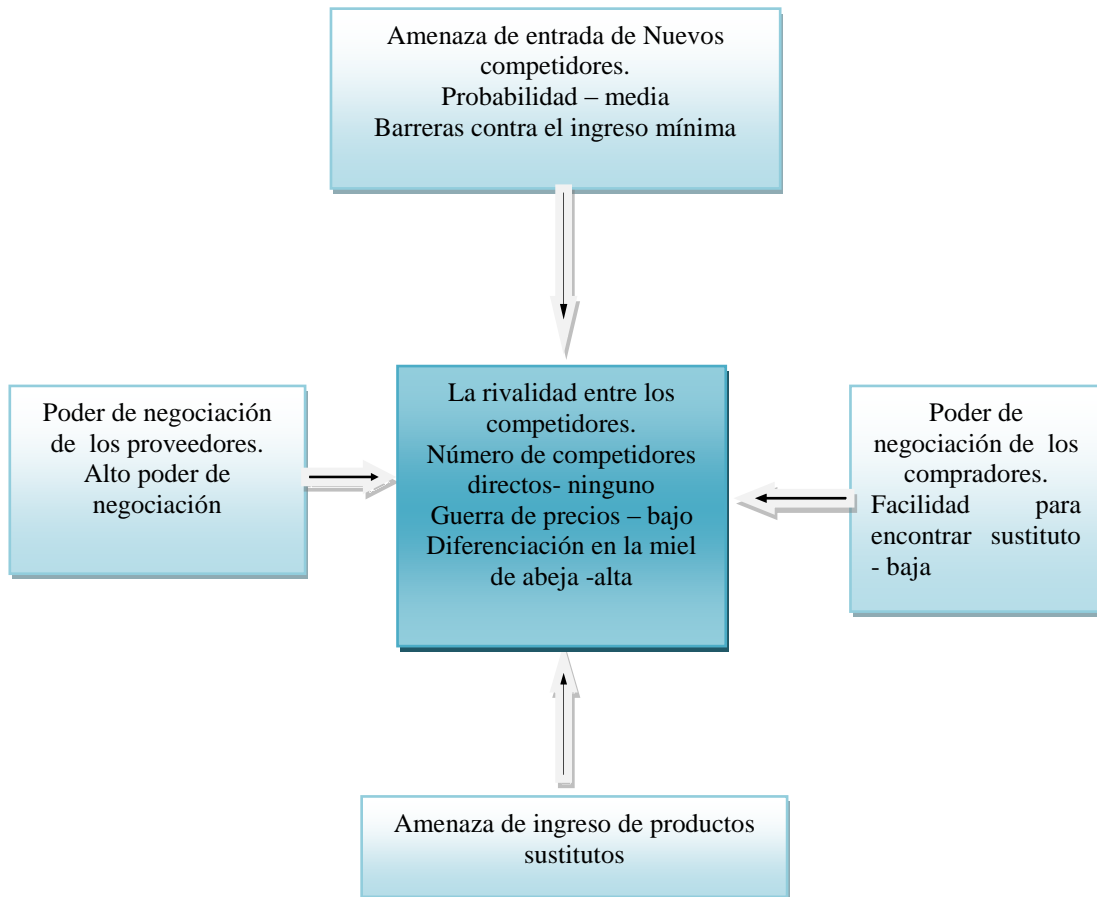 Amenaza de entrada de Nuevos
competidores.
Probabilidad – media
Barreras contra el ingreso mínima
Poder de negociación
de los proveedores.
Alto poder de
negociación
La rivalidad entre los
competidores.
Número de competidores
directos- ninguno
Guerra de precios – bajo
Diferenciación en la miel
de abeja -alta
Poder de
negociación de los
compradores.
Facilidad para
encontrar sustituto
- baja
Amenaza de ingreso de productos
sustitutos